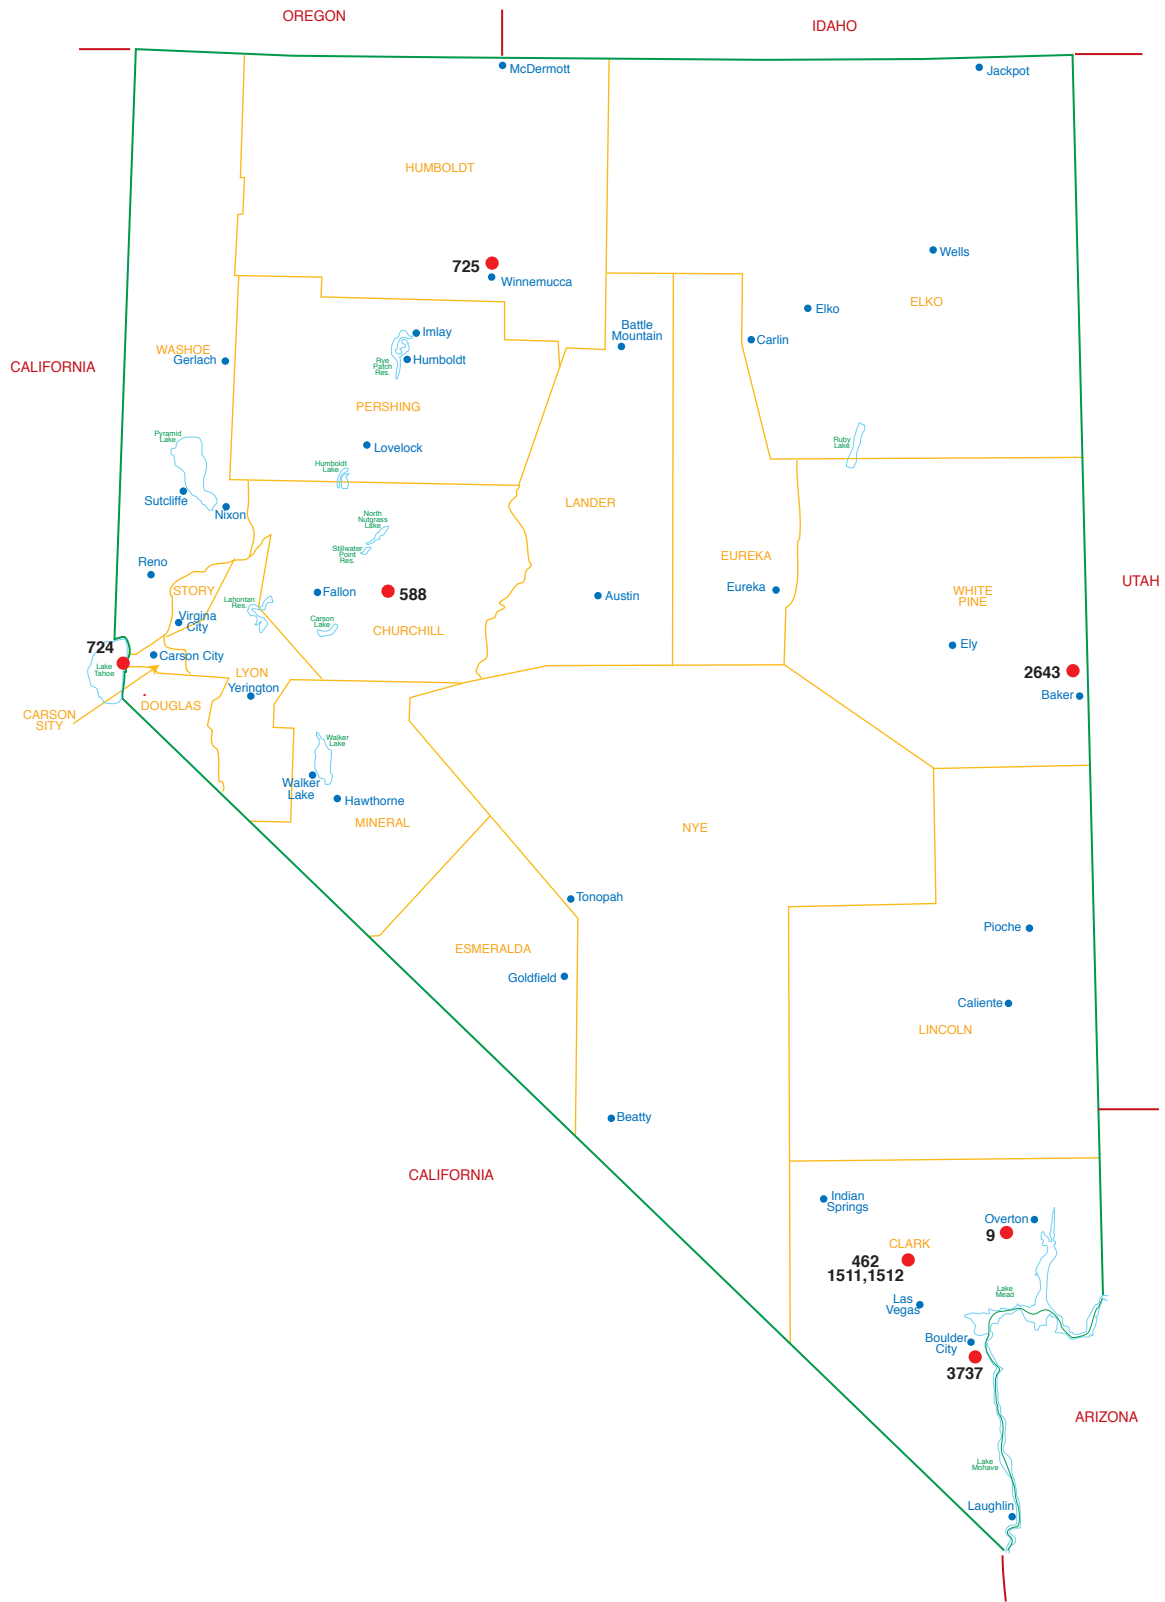 OREGON
IDAHO
McDermott
Jackpot
HUMBOLDT
Wells
725
Winnemucca
ELKO
Elko
Battle
Mountain
Imlay
Carlin
WASHOE
Gerlach
Rye
Patch
Res.
Humboldt
CALIFORNIA
PERSHING
Pyramid
Lake
Ruby
Lake
Lovelock
Humboldt
Lake
Sutcliffe
LANDER
Nixon
North
Nutgrass
Lake
Stillwater
Point
Res.
EUREKA
Reno
UTAH
STORY
Fallon
588
Eureka
WHITE
PINE
Austin
Lahontan
Res.
Virgina
City
Carson
Lake
CHURCHILL
724
Carson City
Ely
Lake
Tahoe
LYON
2643
Yerington
Baker
DOUGLAS
CARSON
SITY
Walker
Lake
Walker
Lake
Hawthorne
MINERAL
NYE
Tonopah
Pioche
ESMERALDA
Goldfield
Caliente
LINCOLN
Beatty
CALIFORNIA
Indian
Springs
Overton
9
CLARK
462
1511,1512
Lake
Mead
Las
Vegas
Boulder
City
3737
ARIZONA
Lake
Mohave
Laughlin